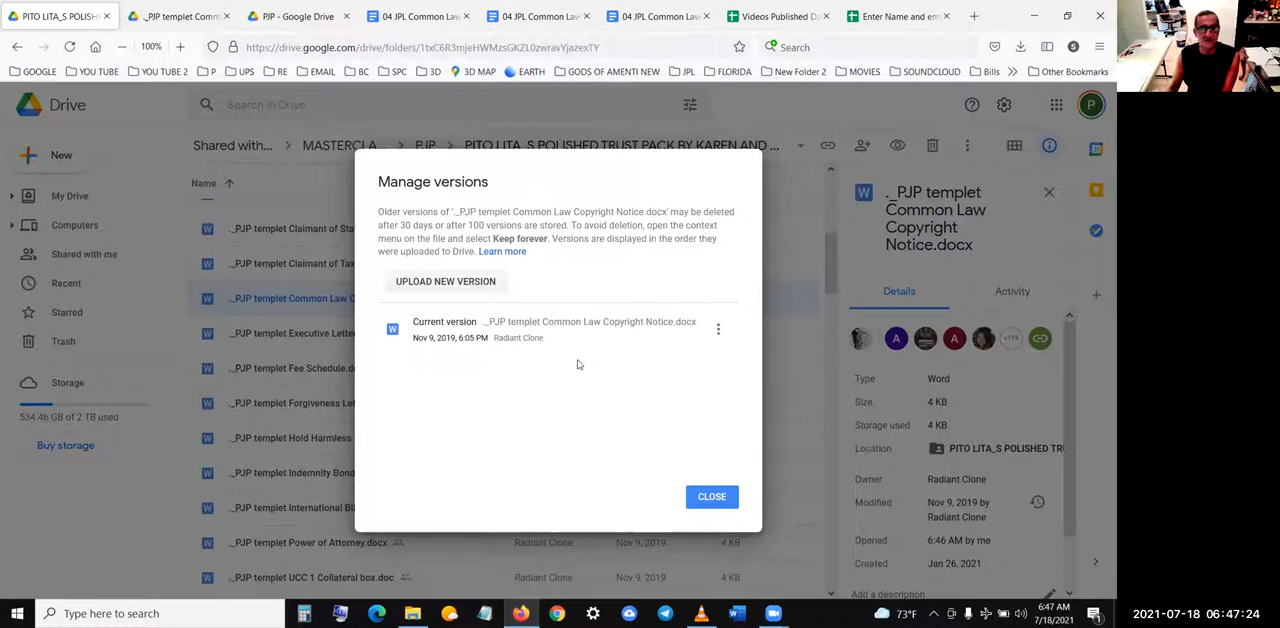 PITO LITA_S POLISHED
._PJP templet Comm
PJP - Google Drive
04 JPL Common Law
04 JPL Common Law
04 JPL Common Law
Videos Published Da
Enter Name and em
100%
https://drive.google.com/drive/folders/1txC6R3mjeHWMzsGKZL0zwravYjazexTY
Search
GOOGLE
YOU TUBE
YOU TUBE 2
P
UPS
RE
EMAIL
BC
SPC
3D
3D MAP
EARTH
GODS OF AMENTI NEW
JPL
FLORIDA
New Folder 2
MOVIES
SOUNDCLOUD
Bills
Other Bookmarks
Drive
Search in Drive
P
New
My Drive
Computers
Shared with me
Recent
Starred
Trash
Storage
534.46 GB of 2 TB used
Buy storage
Shared with...
MASTERCLA...
PJP
PITO LITA_S POLISHED TRUST PACK BY KAREN AND ...
Name
._PJP templet Claimant of Sta
._PJP templet Claimant of Tax
._PJP templet Common Law C
._PJP templet Executive Letter
._PJP templet Fee Schedule.d
._PJP templet Forgiveness Let
._PJP templet Hold Harmless
._PJP templet Indemnity Bond
._PJP templet International Bil
._PJP templet Power of Attorney.docx
Radiant Clone
Nov 9, 2019
4 KB
._PJP templet UCC 1 Collateral box.doc
Radiant Clone
Nov 9, 2019
4 KB
Manage versions
Older versions of '._PJP templet Common Law Copyright Notice.docx' may be deleted
after 30 days or after 100 versions are stored. To avoid deletion, open the context
menu on the file and select Keep forever. Versions are displayed in the order they
were uploaded to Drive. Learn more
UPLOAD NEW VERSION
Current version ._PJP templet Common Law Copyright Notice.docx
Nov 9, 2019, 6:05 PM Radiant Clone
CLOSE
._PJP templet
Common Law
Copyright
Notice.docx
Details
Activity
A
A
+119
Type Word
Size 4 KB
Storage used 4 KB
Location PITO LITA_S POLISHED TRI
Owner Radiant Clone
Modified Nov 9, 2019 by
Radiant Clone
Opened 6:46 AM by me
Created Jan 26, 2021
Add a description
Type here to search
73°F
6:47 AM
7/18/2021
2021-07-18 06:47:24